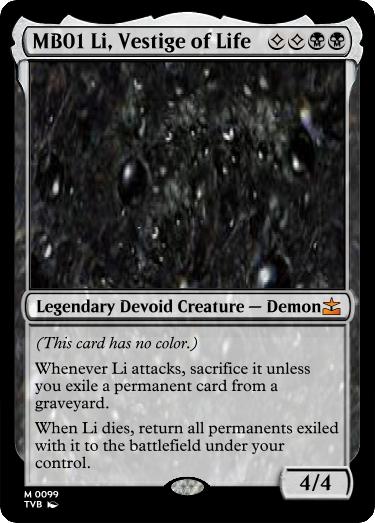 MB01 Li, Vestige of Life
Legendary Devoid Creature — Demon
(This card has no color.)
Whenever Li attacks, sacrifice it unless
you exile a permanent card from a
graveyard.
When Li dies, return all permanents exiled
with it to the battlefield under your
control.
4/4
M 0099
TVB